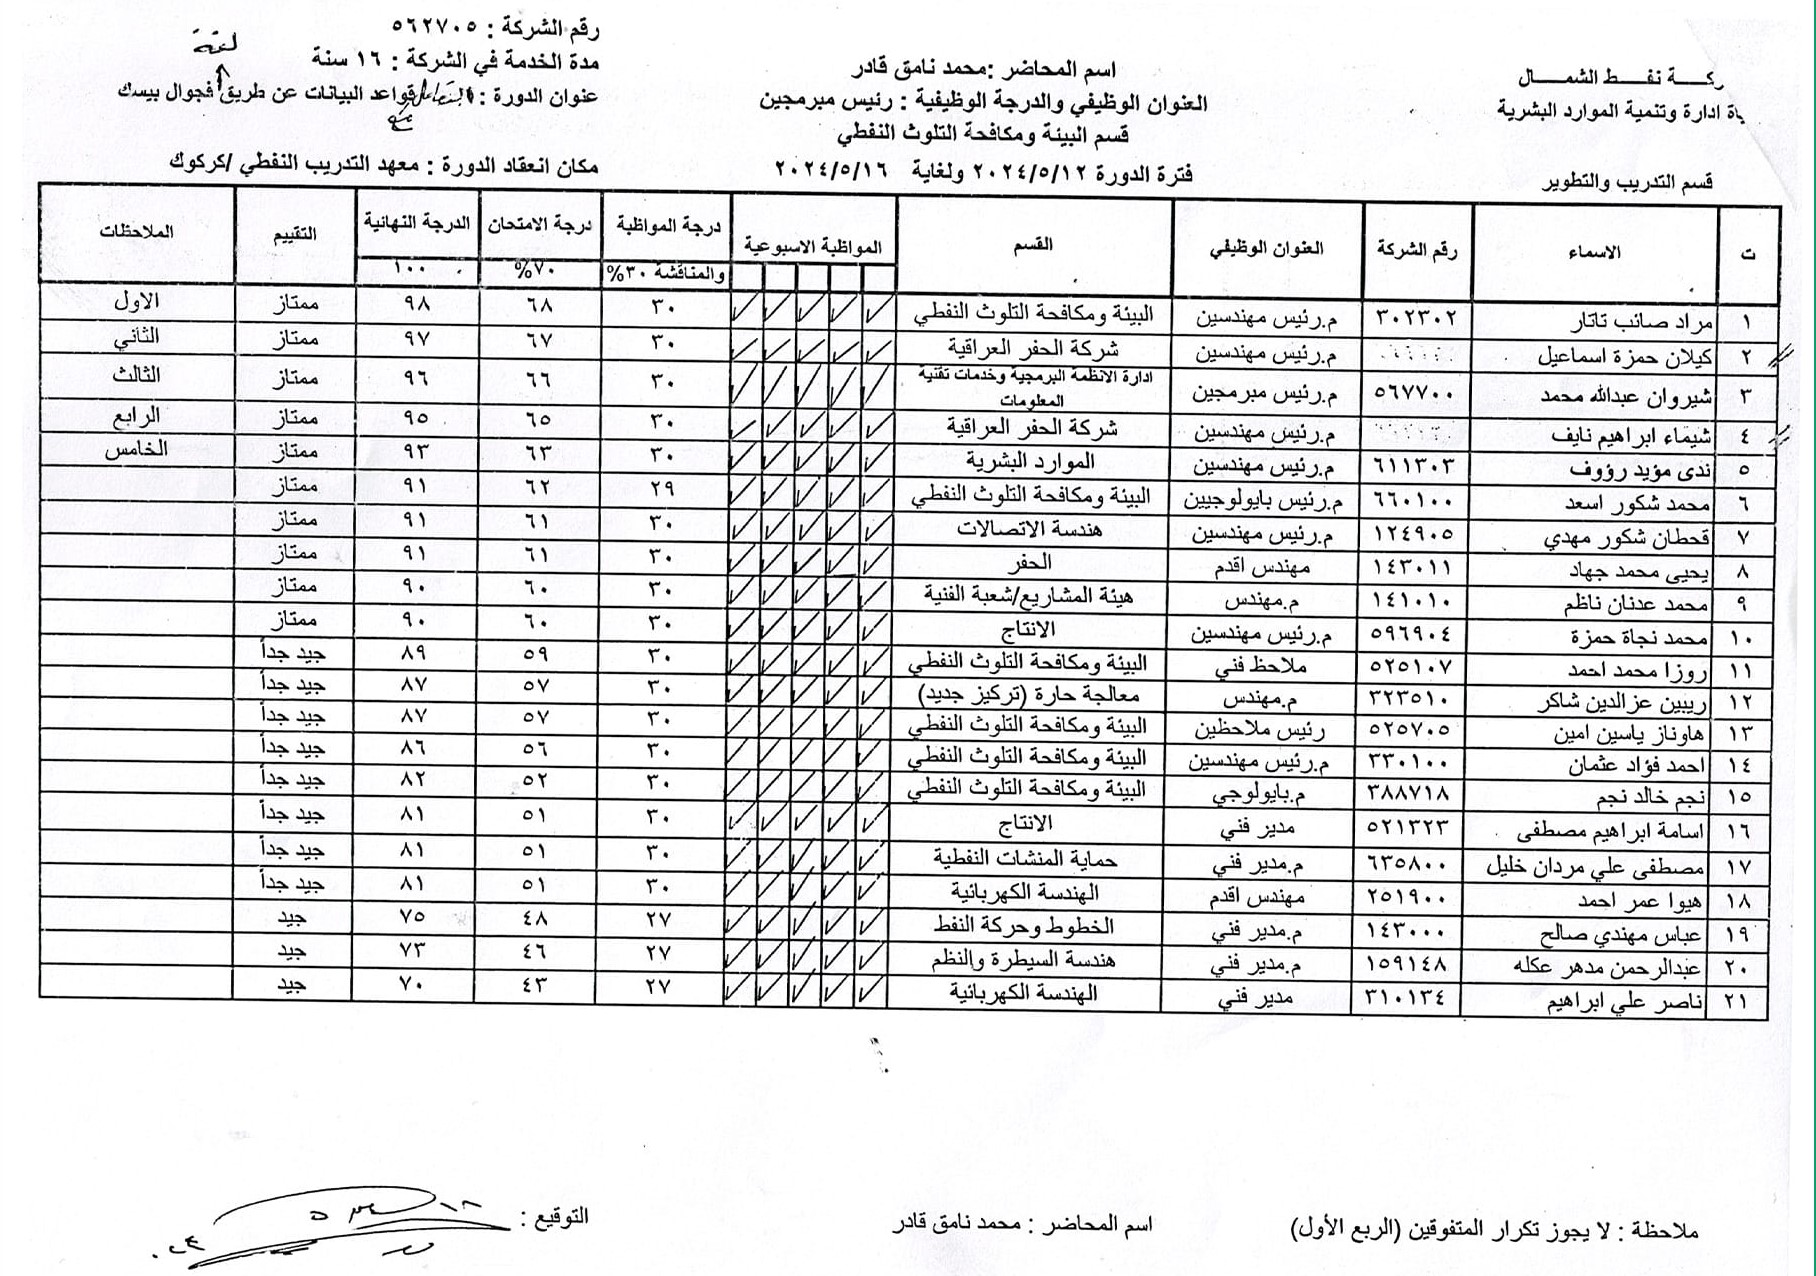 ركـــة نفـــط الشمـــال
اة ادارة وتنمية الموارد البشرية
قسم التدريب والتطوير
اسم المحاضر :محمد نامق قادر
العنوان الوظيفي والدرجة الوظيفية : رئيس مبرمجين
قسم البيئة ومكافحة التلوث النفطي
فترة الدورة ٢٠٢٤/٥/١٢ ولغاية ٢٠٢٤/٥/١٦
رقم الشركة : ٥٦٢٧٠٥
مدة الخدمة في الشركة : ١٦ سنة
لغة
عنوان الدورة : التعامل مع قواعد البيانات عن طريق فجوال بيسك
مكان انعقاد الدورة : معهد التدريب النفطي /كركوك
ت الاسماء رقم الشركة العنوان الوظيفي القسم المواظبة الاسبوعية درجة المواظبة والمناقشة ٣٠% درجة الامتحان ٧٠% الدرجة النهائية ١٠٠ التقييم الملاحظات
١ مراد صائب تاتار ٣٠٢٣٠٢ م.رئيس مهندسين البيئة ومكافحة التلوث النفطي ✓ ✓ ✓ ✓ ✓ ٣٠ ٦٨ ٩٨ ممتاز الاول
٢ كيلان حمزة اسماعيل م.رئيس مهندسين شركة الحفر العراقية ✓ ✓ ✓ ✓ ✓ ٣٠ ٦٧ ٩٧ ممتاز الثاني
٣ شيروان عبدالله محمد ٥٦٧٧٠٠ م.رئيس مبرمجين ادارة الانظمة البرمجية وخدمات تقنية المعلومات ✓ ✓ ✓ ✓ ✓ ٣٠ ٦٦ ٩٦ ممتاز الثالث
٤ شيماء ابراهيم نايف م.رئيس مهندسين شركة الحفر العراقية ✓ ✓ ✓ ✓ ✓ ٣٠ ٦٥ ٩٥ ممتاز الرابع
٥ ندى مؤيد رؤوف ٦١١٣٠٣ م.رئيس مهندسين الموارد البشرية ✓ ✓ ✓ ✓ ✓ ٣٠ ٦٣ ٩٣ ممتاز الخامس
٦ محمد شكور اسعد ٦٦٠١٠٠ م.رئيس بايولوجيين البيئة ومكافحة التلوث النفطي ✓ ✓ ✓ ✓ ✓ ٢٩ ٦٢ ٩١ ممتاز
٧ قحطان شكور مهدي ١٢٤٩٠٥ م.رئيس مهندسين هندسة الاتصالات ✓ ✓ ✓ ✓ ✓ ٣٠ ٦١ ٩١ ممتاز
٨ يحيى محمد جهاد ١٤٣٠١١ مهندس اقدم الحفر ✓ ✓ ✓ ✓ ✓ ٣٠ ٦١ ٩١ ممتاز
٩ محمد عدنان ناظم ١٤١٠١٠ م.مهندس هيئة المشاريع/شعبة الفنية ✓ ✓ ✓ ✓ ✓ ٣٠ ٦٠ ٩٠ ممتاز
١٠ محمد نجاة حمزة ٥٩٦٩٠٤ م.رئيس مهندسين الانتاج ✓ ✓ ✓ ✓ ✓ ٣٠ ٦٠ ٩٠ ممتاز
١١ روزا محمد احمد ٥٢٥١٠٧ ملاحظ فني البيئة ومكافحة التلوث النفطي ✓ ✓ ✓ ✓ ✓ ٣٠ ٥٩ ٨٩ جيد جداً
١٢ ريبين عزالدين شاكر ٣٢٣٥١٠ م.مهندس معالجة حارة (تركيز جديد) ✓ ✓ ✓ ✓ ✓ ٣٠ ٥٧ ٨٧ جيد جداً
١٣ هاوناز ياسين امين ٥٢٥٧٠٥ رئيس ملاحظين البيئة ومكافحة التلوث النفطي ✓ ✓ ✓ ✓ ✓ ٣٠ ٥٧ ٨٧ جيد جداً
١٤ احمد فؤاد عثمان ٣٣٠١٠٠ م.رئيس مهندسين البيئة ومكافحة التلوث النفطي ✓ ✓ ✓ ✓ ✓ ٣٠ ٥٦ ٨٦ جيد جداً
١٥ نجم خالد نجم ٣٨٨٧١٨ م.بايولوجي البيئة ومكافحة التلوث النفطي ✓ ✓ ✓ ✓ ✓ ٣٠ ٥٢ ٨٢ جيد جداً
١٦ اسامة ابراهيم مصطفى ٥٢١٣٢٣ مدير فني الانتاج ✓ ✓ ✓ ✓ ✓ ٣٠ ٥١ ٨١ جيد جداً
١٧ مصطفى علي مردان خليل ٦٣٥٨٠٠ م.مدير فني حماية المنشات النفطية ✓ ✓ ✓ ✓ ✓ ٣٠ ٥١ ٨١ جيد جداً
١٨ هيوا عمر احمد ٢٥١٩٠٠ مهندس اقدم الهندسة الكهربائية ✓ ✓ ✓ ✓ ✓ ٣٠ ٥١ ٨١ جيد جداً
١٩ عباس مهندي صالح ١٤٣٠٠٠ م.مدير فني الخطوط وحركة النفط ✓ ✓ ✓ ✓ ✓ ٢٧ ٤٨ ٧٥ جيد
٢٠ عبدالرحمن مدهر عكله ١٥٩١٤٨ م.مدير فني هندسة السيطرة والنظم ✓ ✓ ✓ ✓ ✓ ٢٧ ٤٦ ٧٣ جيد
٢١ ناصر علي ابراهيم ٣١٠١٣٤ مدير فني الهندسة الكهربائية ✓ ✓ ✓ ✓ ✓ ٢٧ ٤٣ ٧٠ جيد
ملاحظة : لا يجوز تكرار المتفوقين (الربع الأول)
اسم المحاضر : محمد نامق قادر
التوقيع :